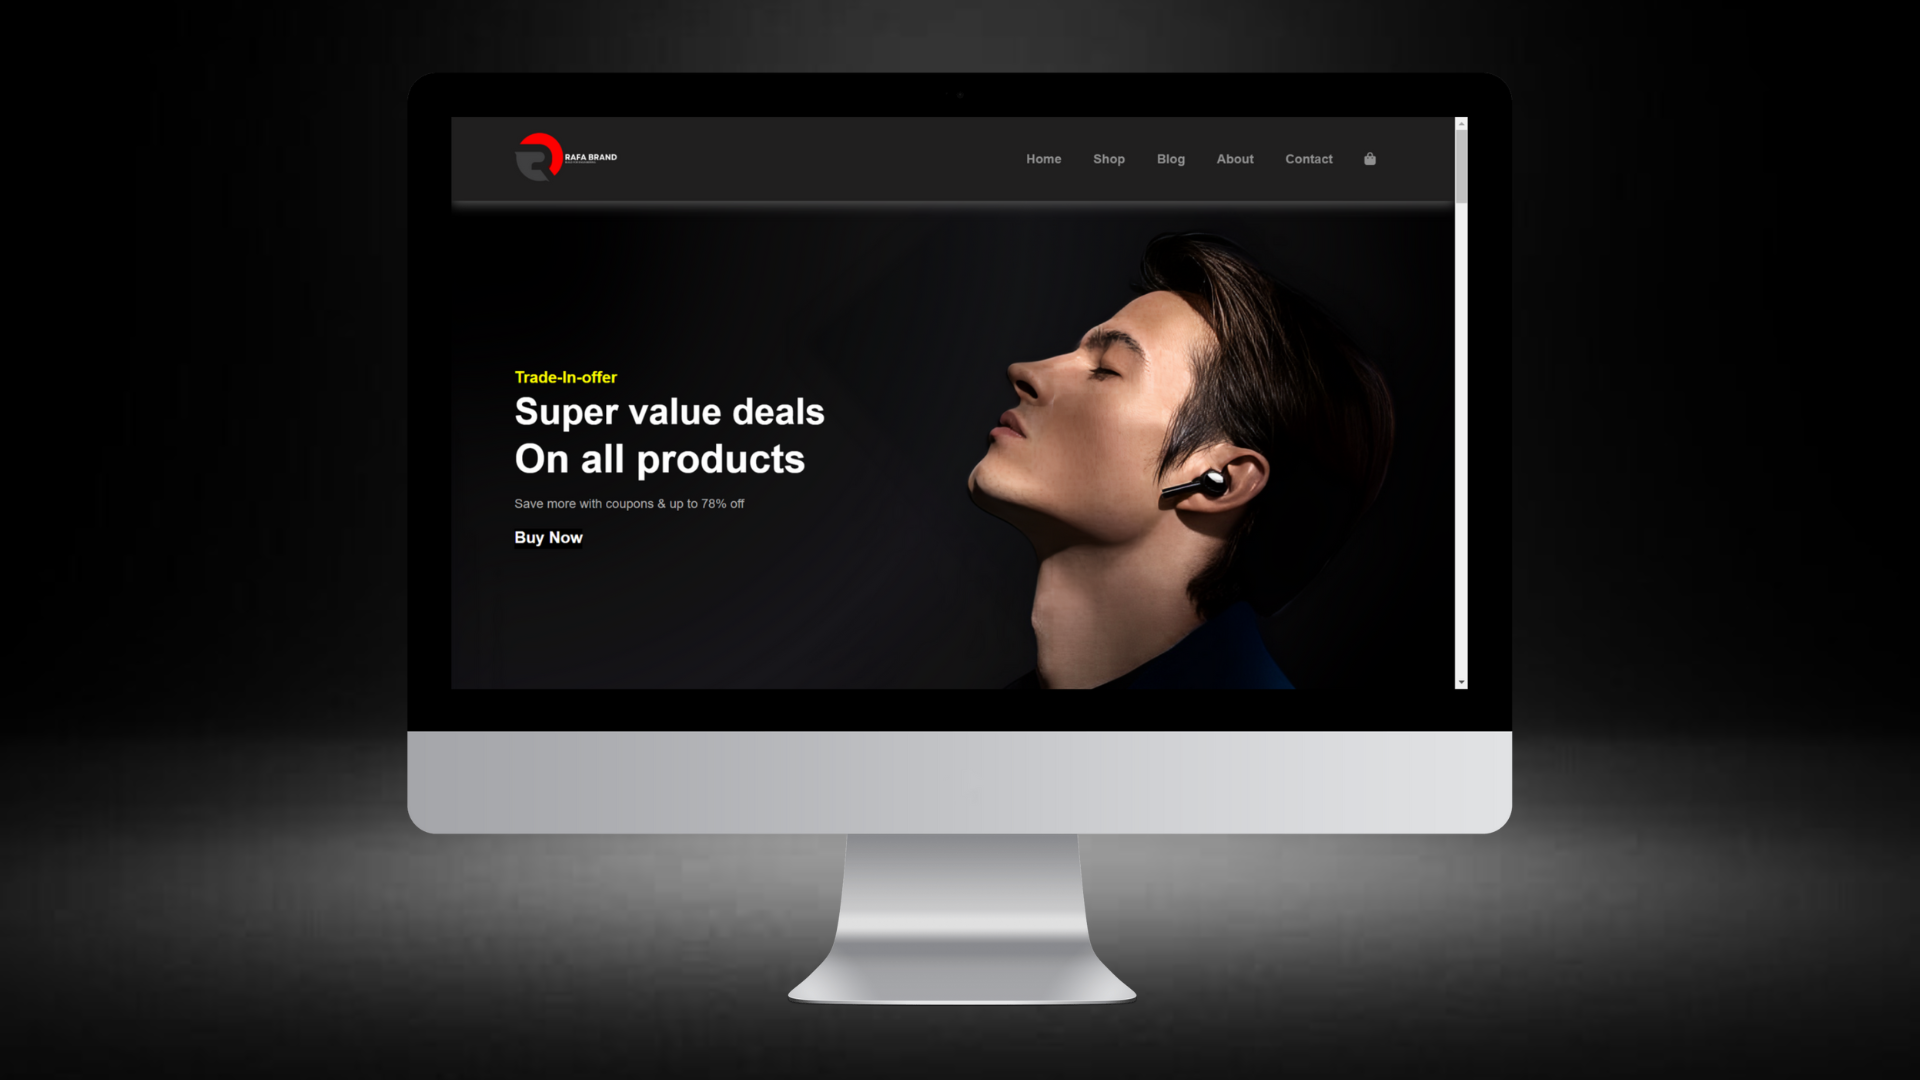 RAFA BRAND
Home Shop Blog About Contact
Trade-In-offer
Super value deals
On all products
Save more with coupons & up to 78% off
Buy Now